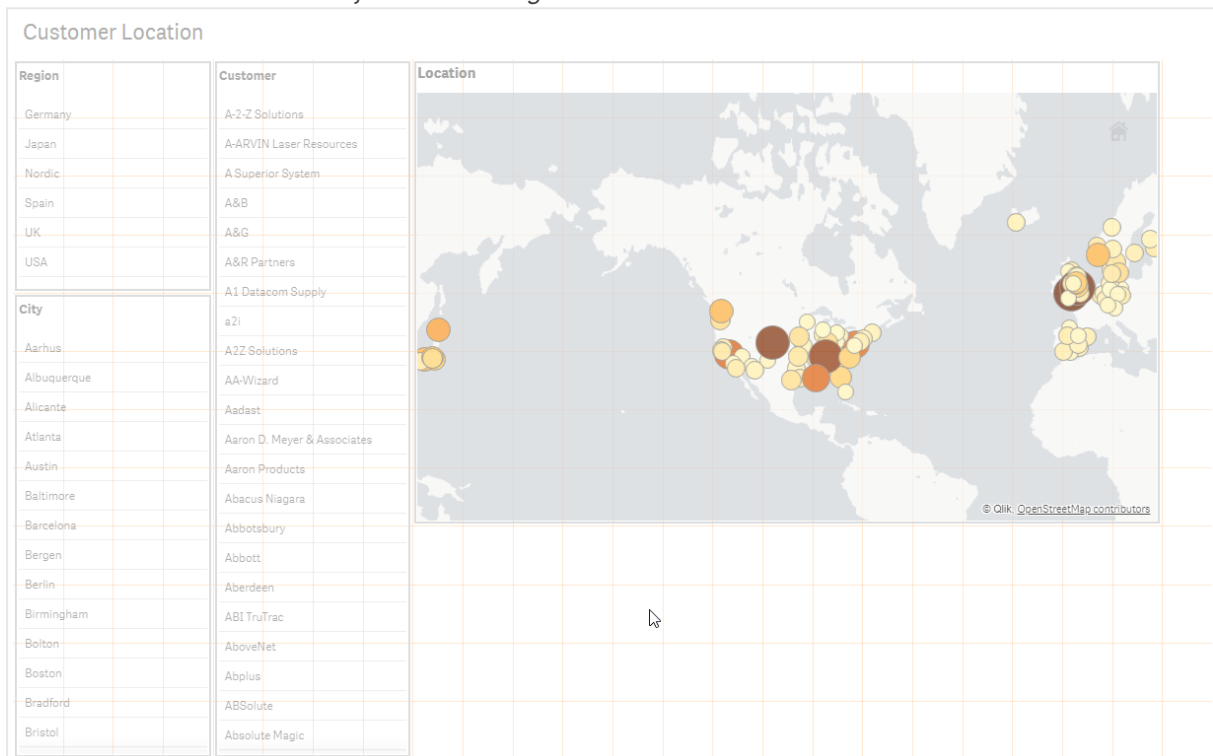 Customer Location
Region
Germany
Japan
Nordic
Spain
UK
USA
City
Aarhus
Albuquerque
Alicante
Atlanta
Austin
Baltimore
Barcelona
Bergen
Berlin
Birmingham
Bolton
Boston
Bradford
Bristol
Customer
A-2-Z Solutions
A-ARVIN Laser Resources
A Superior System
A&B
A&G
A&R Partners
A1 Datacom Supply
a2i
A2Z Solutions
AA-Wizard
Aadast
Aaron D. Meyer & Associates
Aaron Products
Abacus Niagara
Abbotsbury
Abbott
Aberdeen
ABI TruTrac
AboveNet
Abplus
ABSolute
Absolute Magic
Location
© Qlik, OpenStreetMap contributors